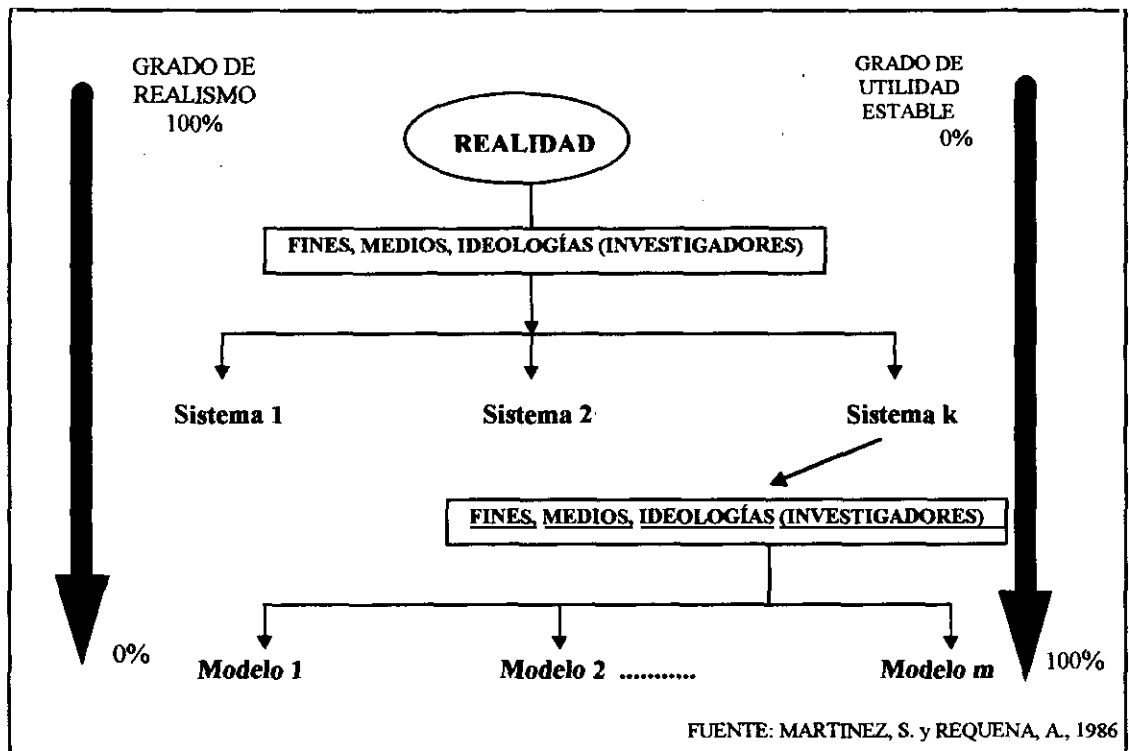 GRADO DE
REALISMO
100%
GRADO DE
UTILIDAD
ESTABLE
0%
REALIDAD
FINES, MEDIOS, IDEOLOGÍAS (INVESTIGADORES)
Sistema 1
Sistema 2
Sistema k
FINES, MEDIOS, IDEOLOGÍAS (INVESTIGADORES)
0%
Modelo 1
Modelo 2 ...........
Modelo m
100%
FUENTE: MARTINEZ, S. y REQUENA, A., 1986